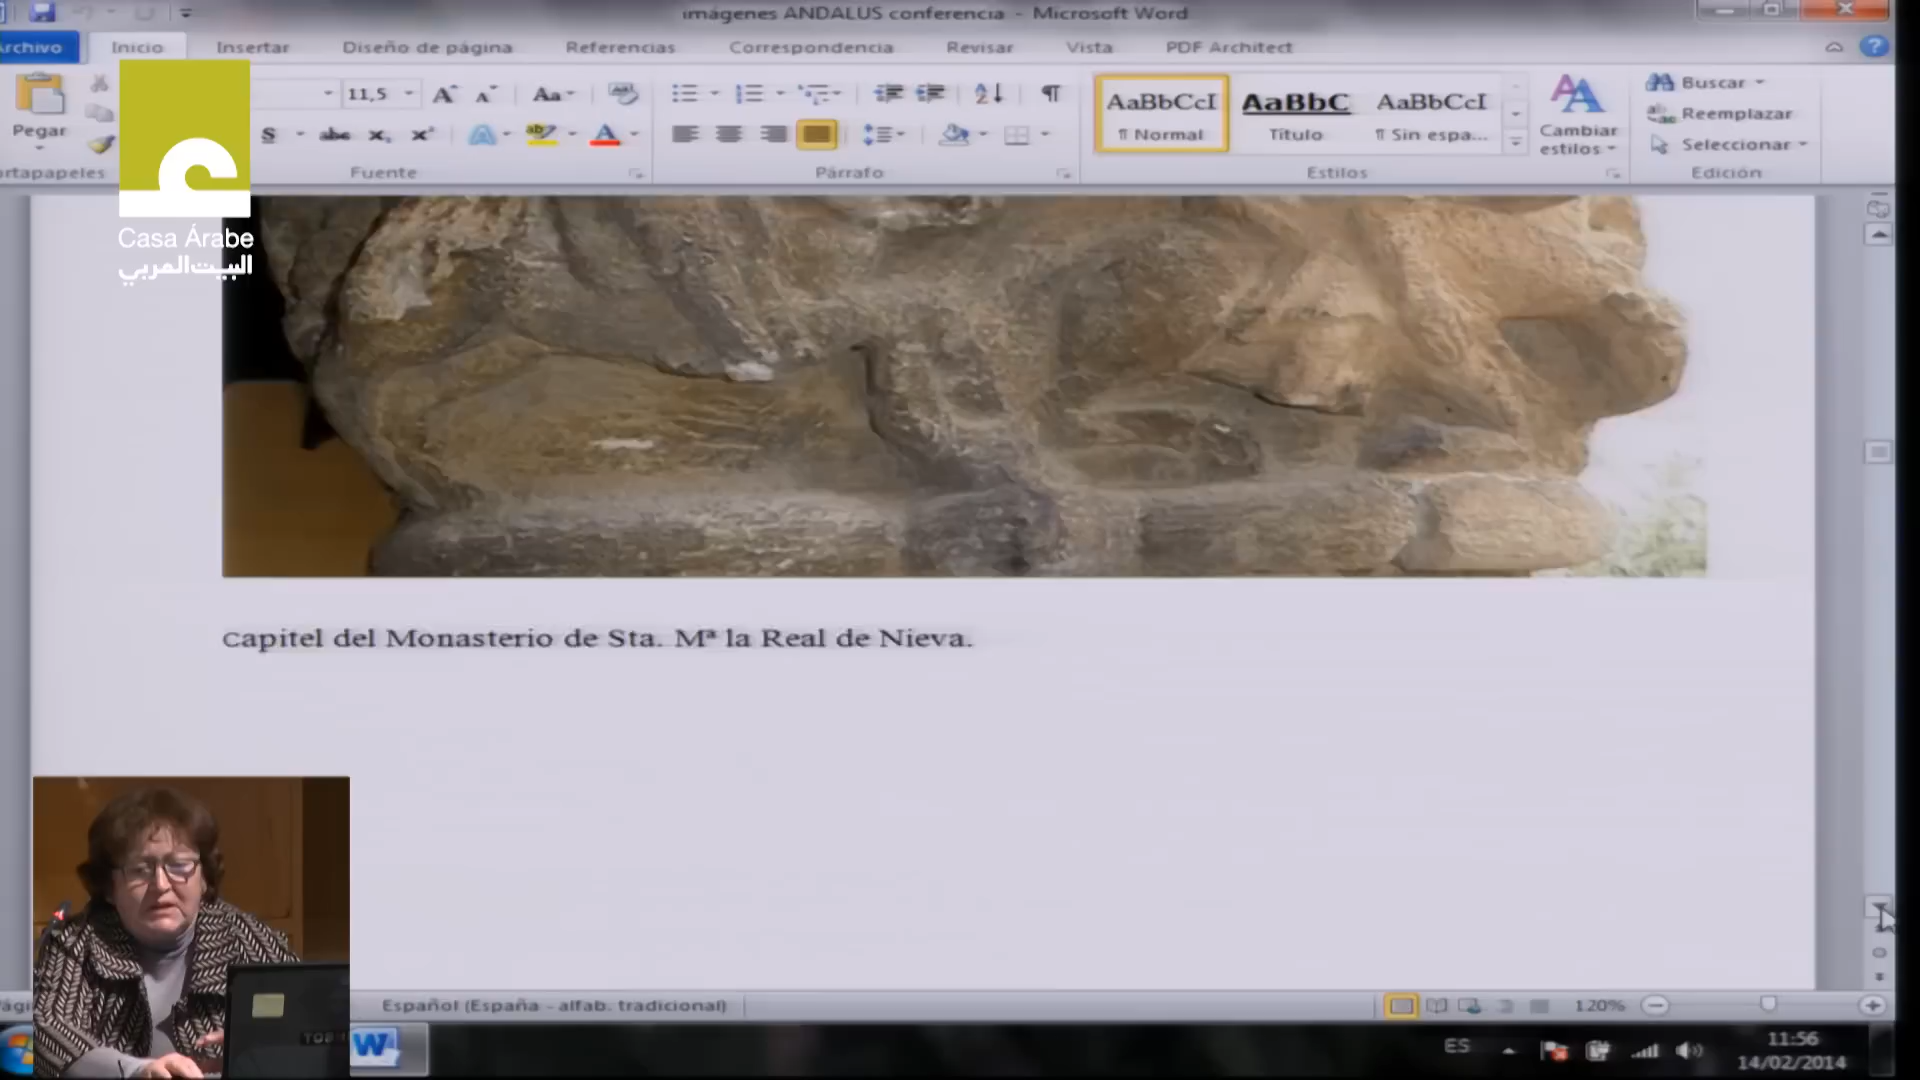 imágenes ANDALUS conferencia - Microsoft Word
Archivo
Inicio
Insertar
Diseño de página
Referencias
Correspondencia
Revisar
Vista
PDF Architect
Pegar
11,5
AaBbCcI
¶ Normal
AaBbC
Título
AaBbCcI
¶ Sin espa...
Cambiar
estilos
Buscar
Reemplazar
Seleccionar
rtapapeles
Fuente
Párrafo
Estilos
Edición
Casa Árabe
البيت العربي
Capitel del Monasterio de Sta. Mª la Real de Nieva.
Español (España - alfab. tradicional)
120%
ES
11:56
14/02/2014